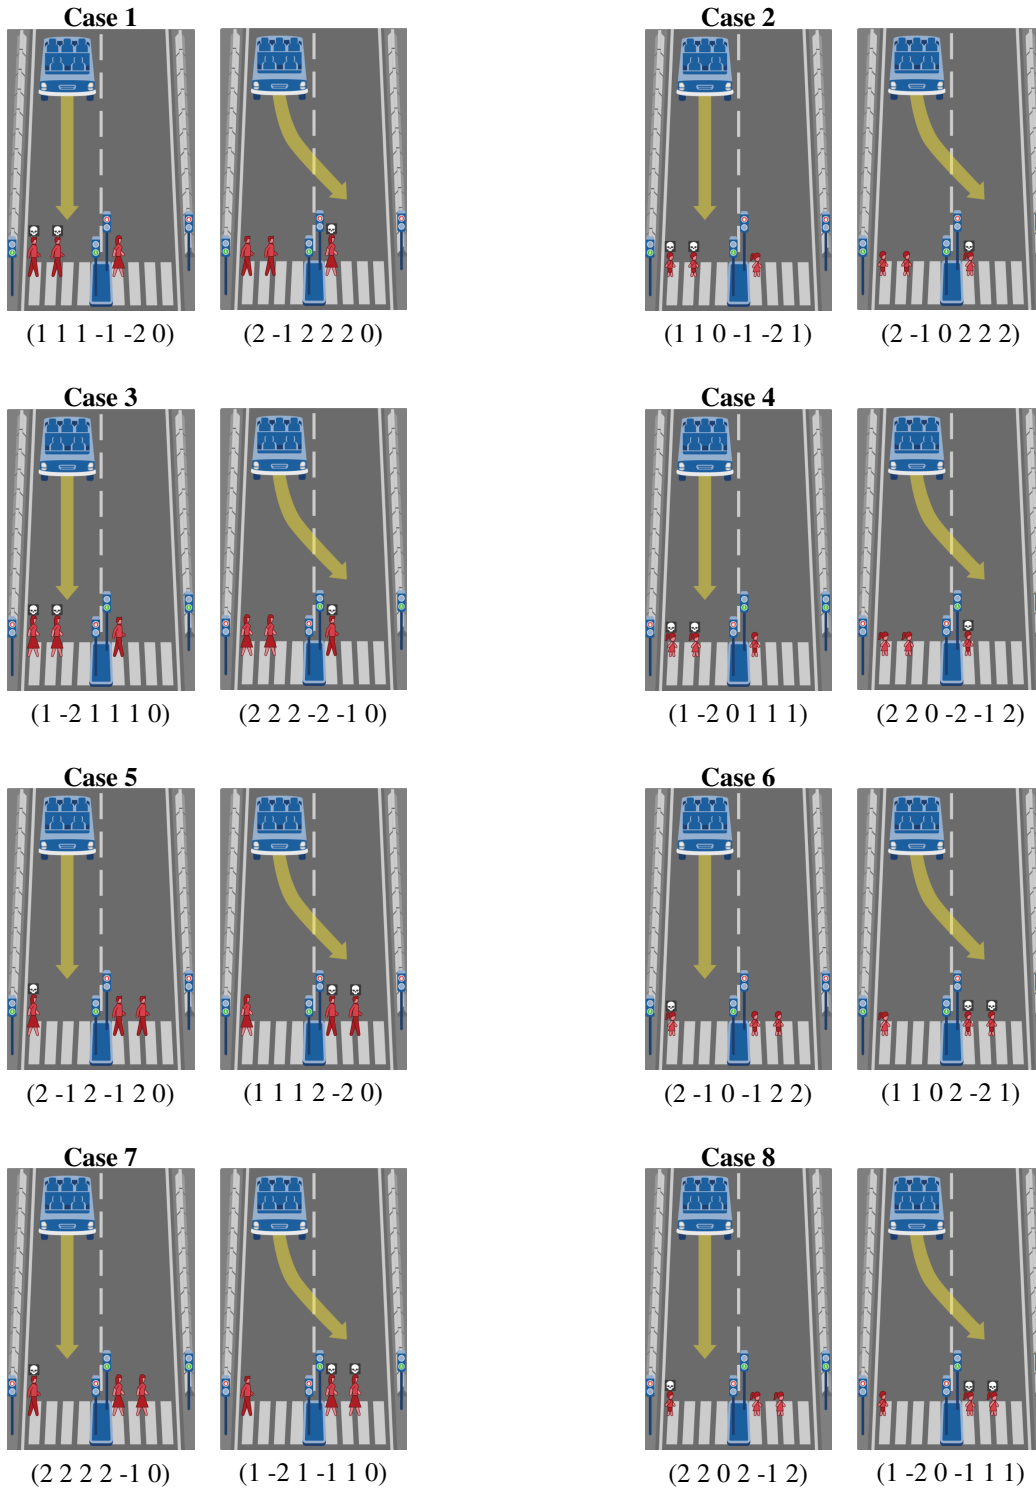 Case 1
Case 2
(1 1 1 -1 -2 0)
(2 -1 2 2 2 0)
(1 1 0 -1 -2 1)
(2 -1 0 2 2 2)
Case 3
Case 4
(1 -2 1 1 1 0)
(2 2 2 -2 -1 0)
(1 -2 0 1 1 1)
(2 2 0 -2 -1 2)
Case 5
Case 6
(2 -1 2 -1 2 0)
(1 1 1 2 -2 0)
(2 -1 0 -1 2 2)
(1 1 0 2 -2 1)
Case 7
Case 8
(2 2 2 2 -1 0)
(1 -2 1 -1 1 0)
(2 2 0 2 -1 2)
(1 -2 0 -1 1 1)